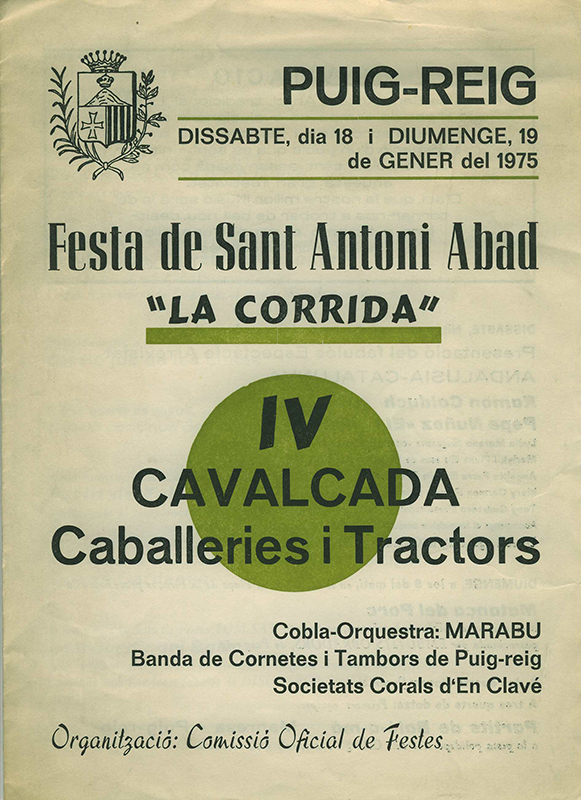 PUIG-REIG
DISSABTE, dia 18 i DIUMENGE, 19
de GENER del 1975
Festa de Sant Antoni Abad
"LA CORRIDA"
IV
CAVALCADA
Caballeries i Tractors
Cobla-Orquestra: MARABU
Banda de Cornetes i Tambors de Puig-reig
Societats Corals d'En Clavé
Organització: Comissió Oficial de Festes